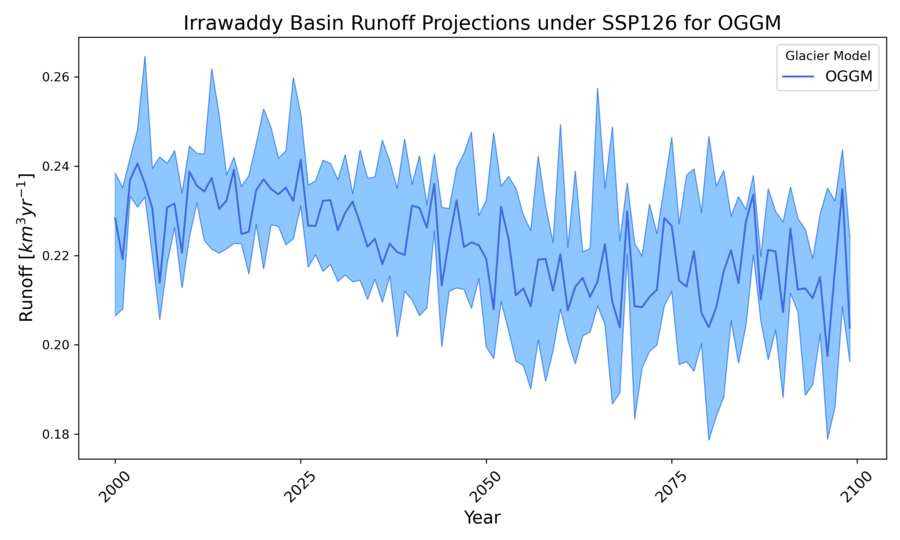 Irrawaddy Basin Runoff Projections under SSP126 for OGGM
Glacier Model
OGGM
Runoff [km³yr⁻¹]
0.26
0.24
0.22
0.20
0.18
2000
2025
2050
2075
2100
Year